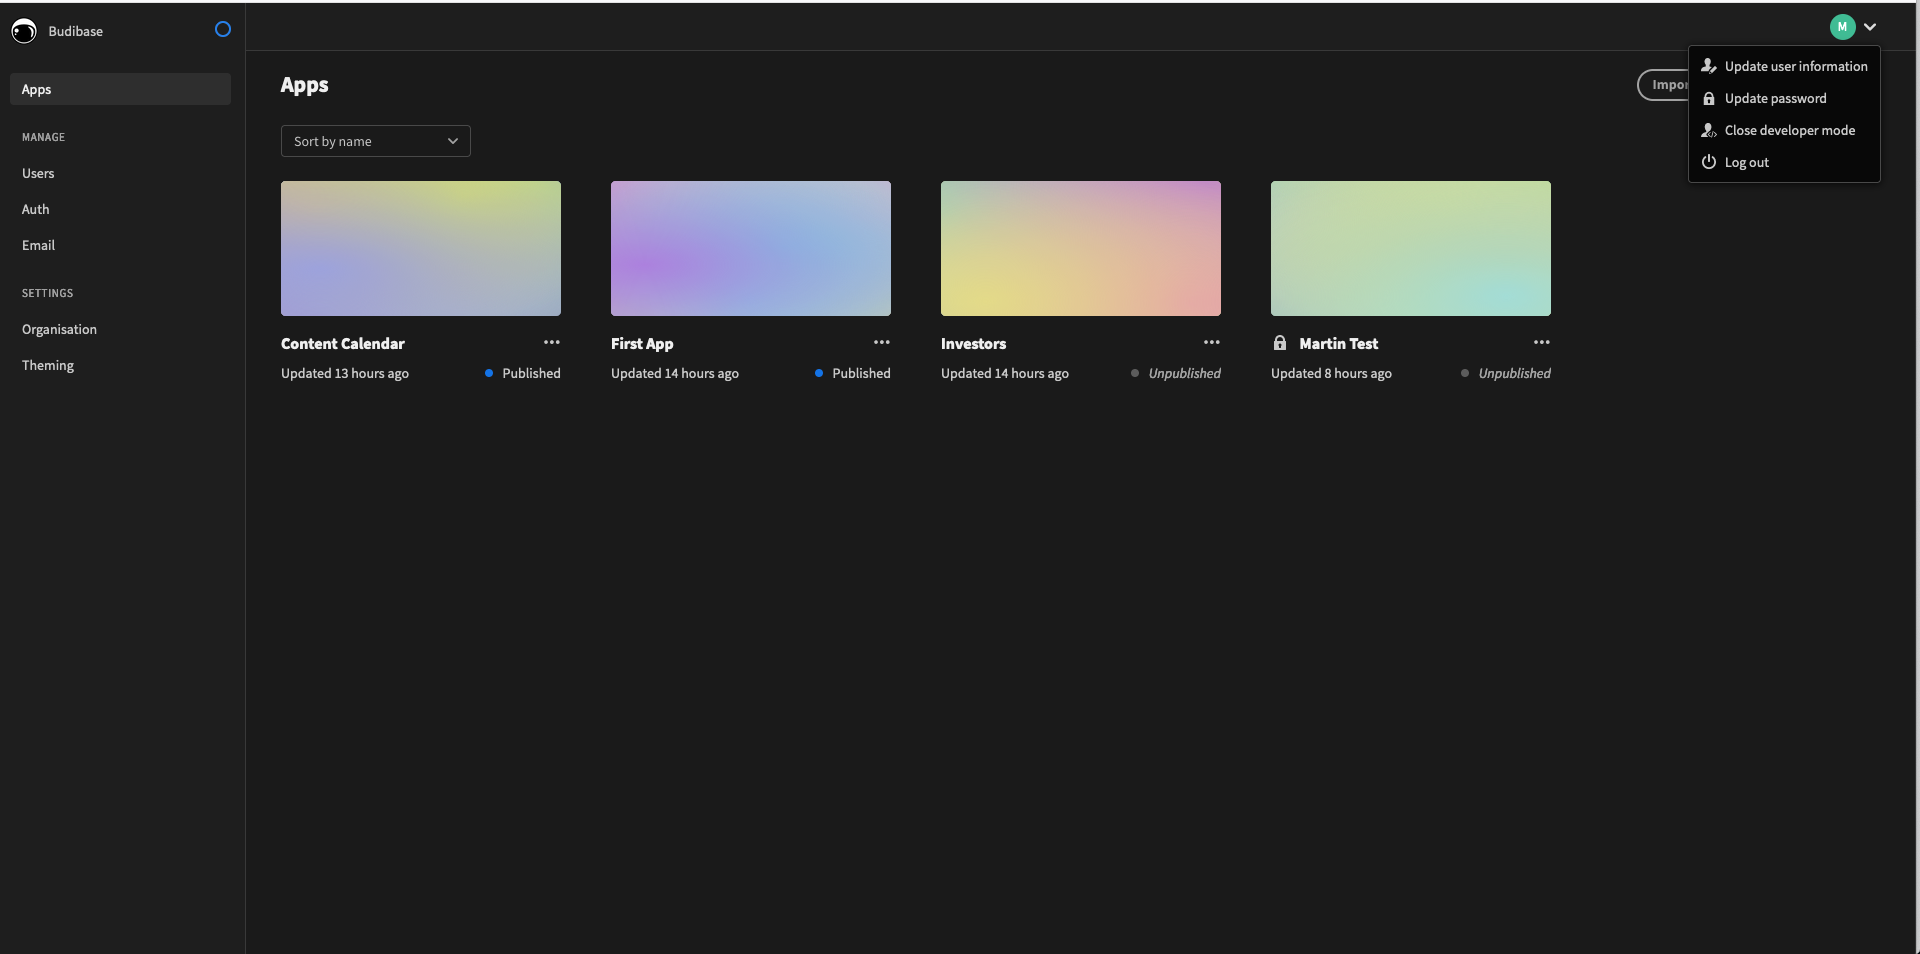 Budibase
M
Apps
MANAGE
Users
Auth
Email
SETTINGS
Organisation
Theming
Apps
Sort by name
Update user information
Update password
Close developer mode
Log out
Content Calendar
Updated 13 hours ago
Published
First App
Updated 14 hours ago
Published
Investors
Updated 14 hours ago
Unpublished
Martin Test
Updated 8 hours ago
Unpublished